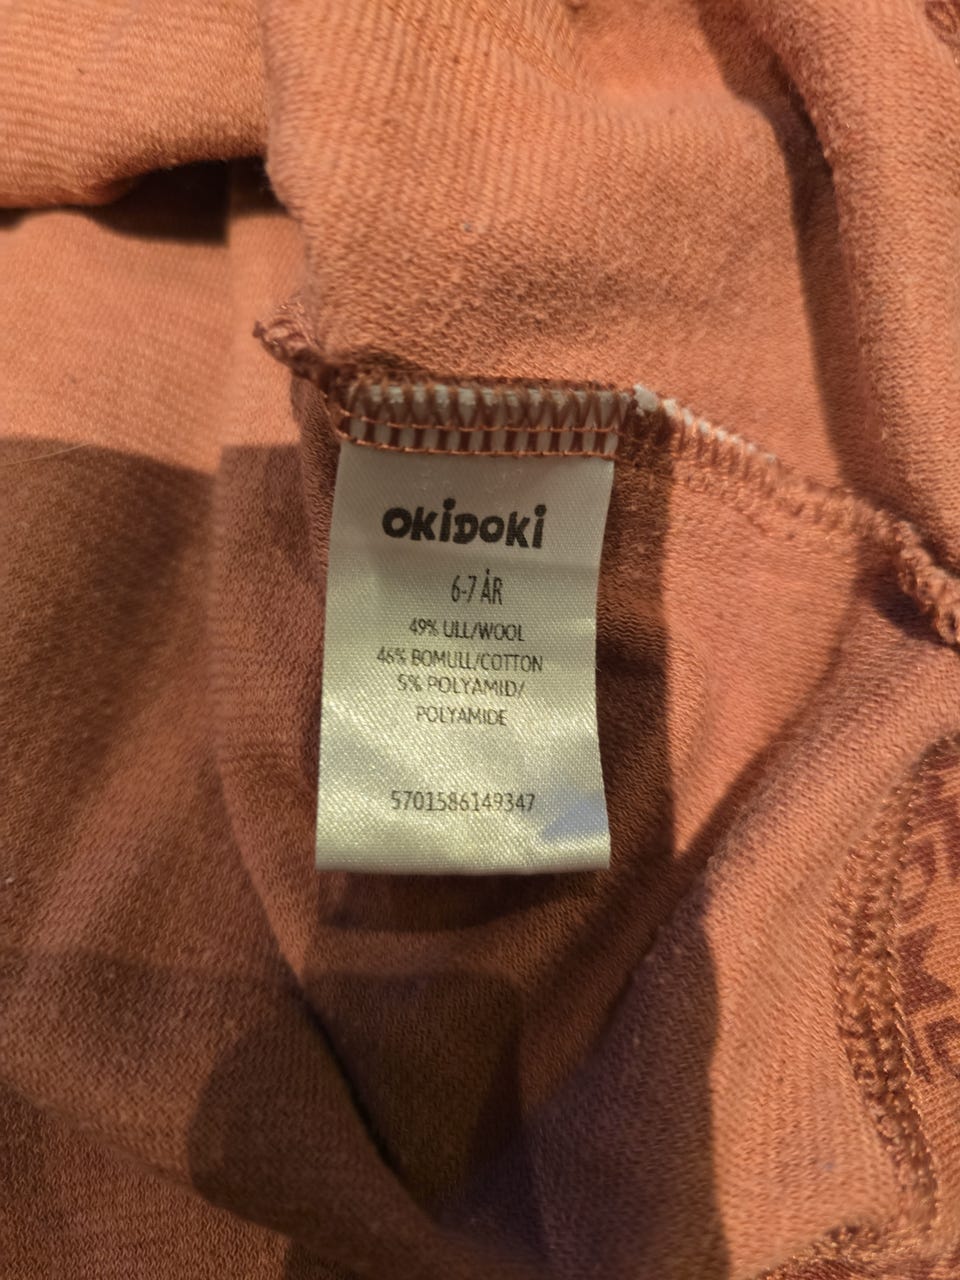 OKiDOKi
6-7 ÅR
49% ULL/WOOL
46% BOMULL/COTTON
5% POLYAMID/
POLYAMIDE
5701586149347